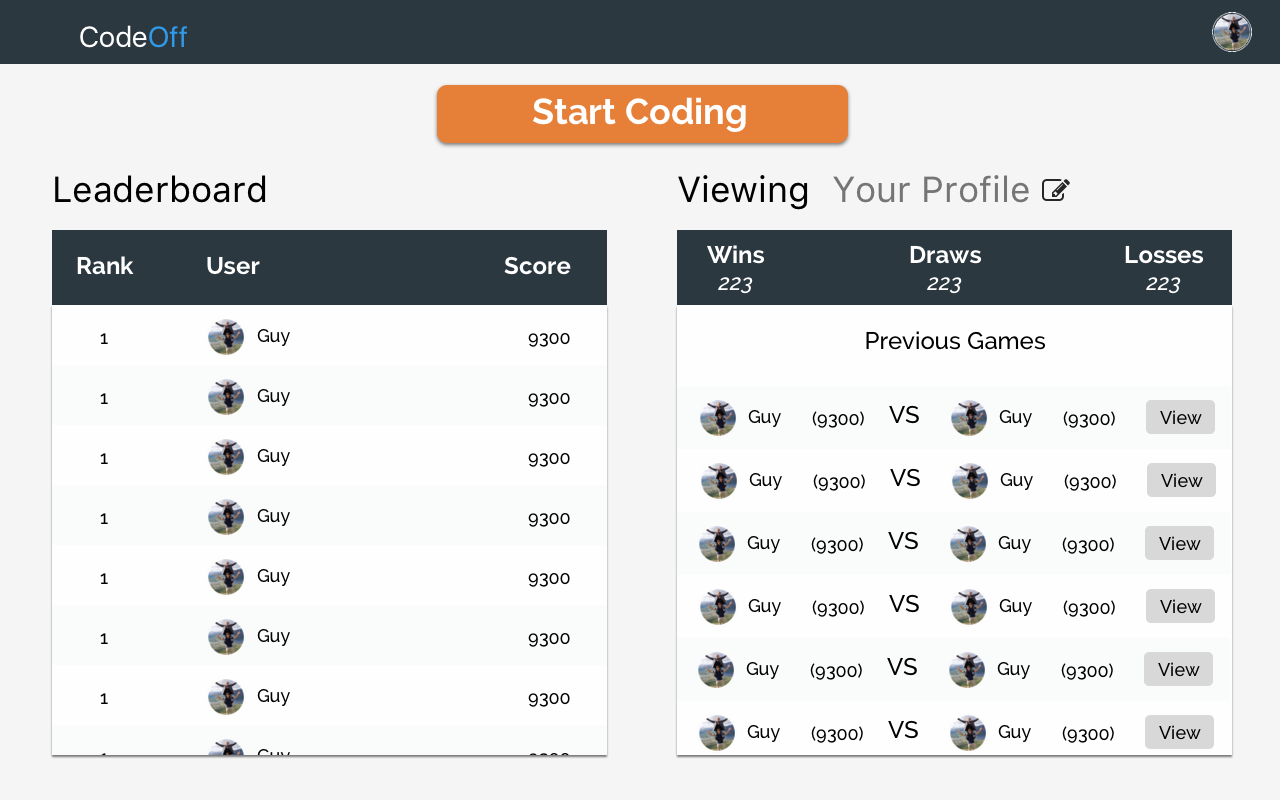 CodeOff
Start Coding
Leaderboard
Rank User Score
1 Guy 9300
1 Guy 9300
1 Guy 9300
1 Guy 9300
1 Guy 9300
1 Guy 9300
1 Guy 9300
1 Guy 9300
Viewing Your Profile
Wins Draws Losses
223 223 223
Previous Games
Guy (9300) VS Guy (9300) View
Guy (9300) VS Guy (9300) View
Guy (9300) VS Guy (9300) View
Guy (9300) VS Guy (9300) View
Guy (9300) VS Guy (9300) View
Guy (9300) VS Guy (9300) View